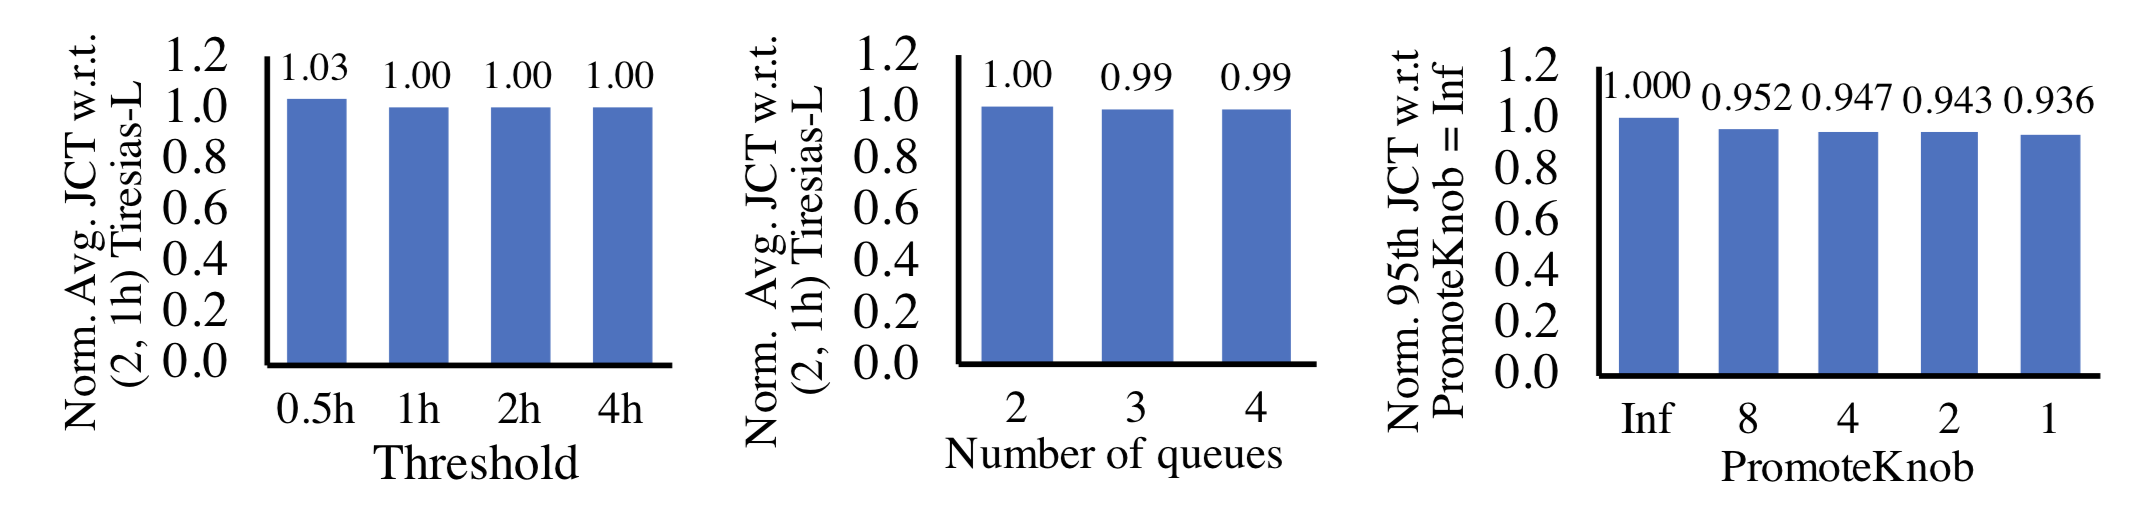 Norm. Avg. JCT w.r.t.
(2, 1h) Tiresias-L
1.2
1.0
0.8
0.6
0.4
0.2
0.0
1.03 1.00 1.00 1.00
0.5h 1h 2h 4h
Threshold
Norm. Avg. JCT w.r.t.
(2, 1h) Tiresias-L
1.2
1.0
0.8
0.6
0.4
0.2
0.0
1.00 0.99 0.99
2 3 4
Number of queues
Norm. 95th JCT w.r.t
PromoteKnob = Inf
1.2
1.0
0.8
0.6
0.4
0.2
0.0
1.000 0.952 0.947 0.943 0.936
Inf 8 4 2 1
PromoteKnob